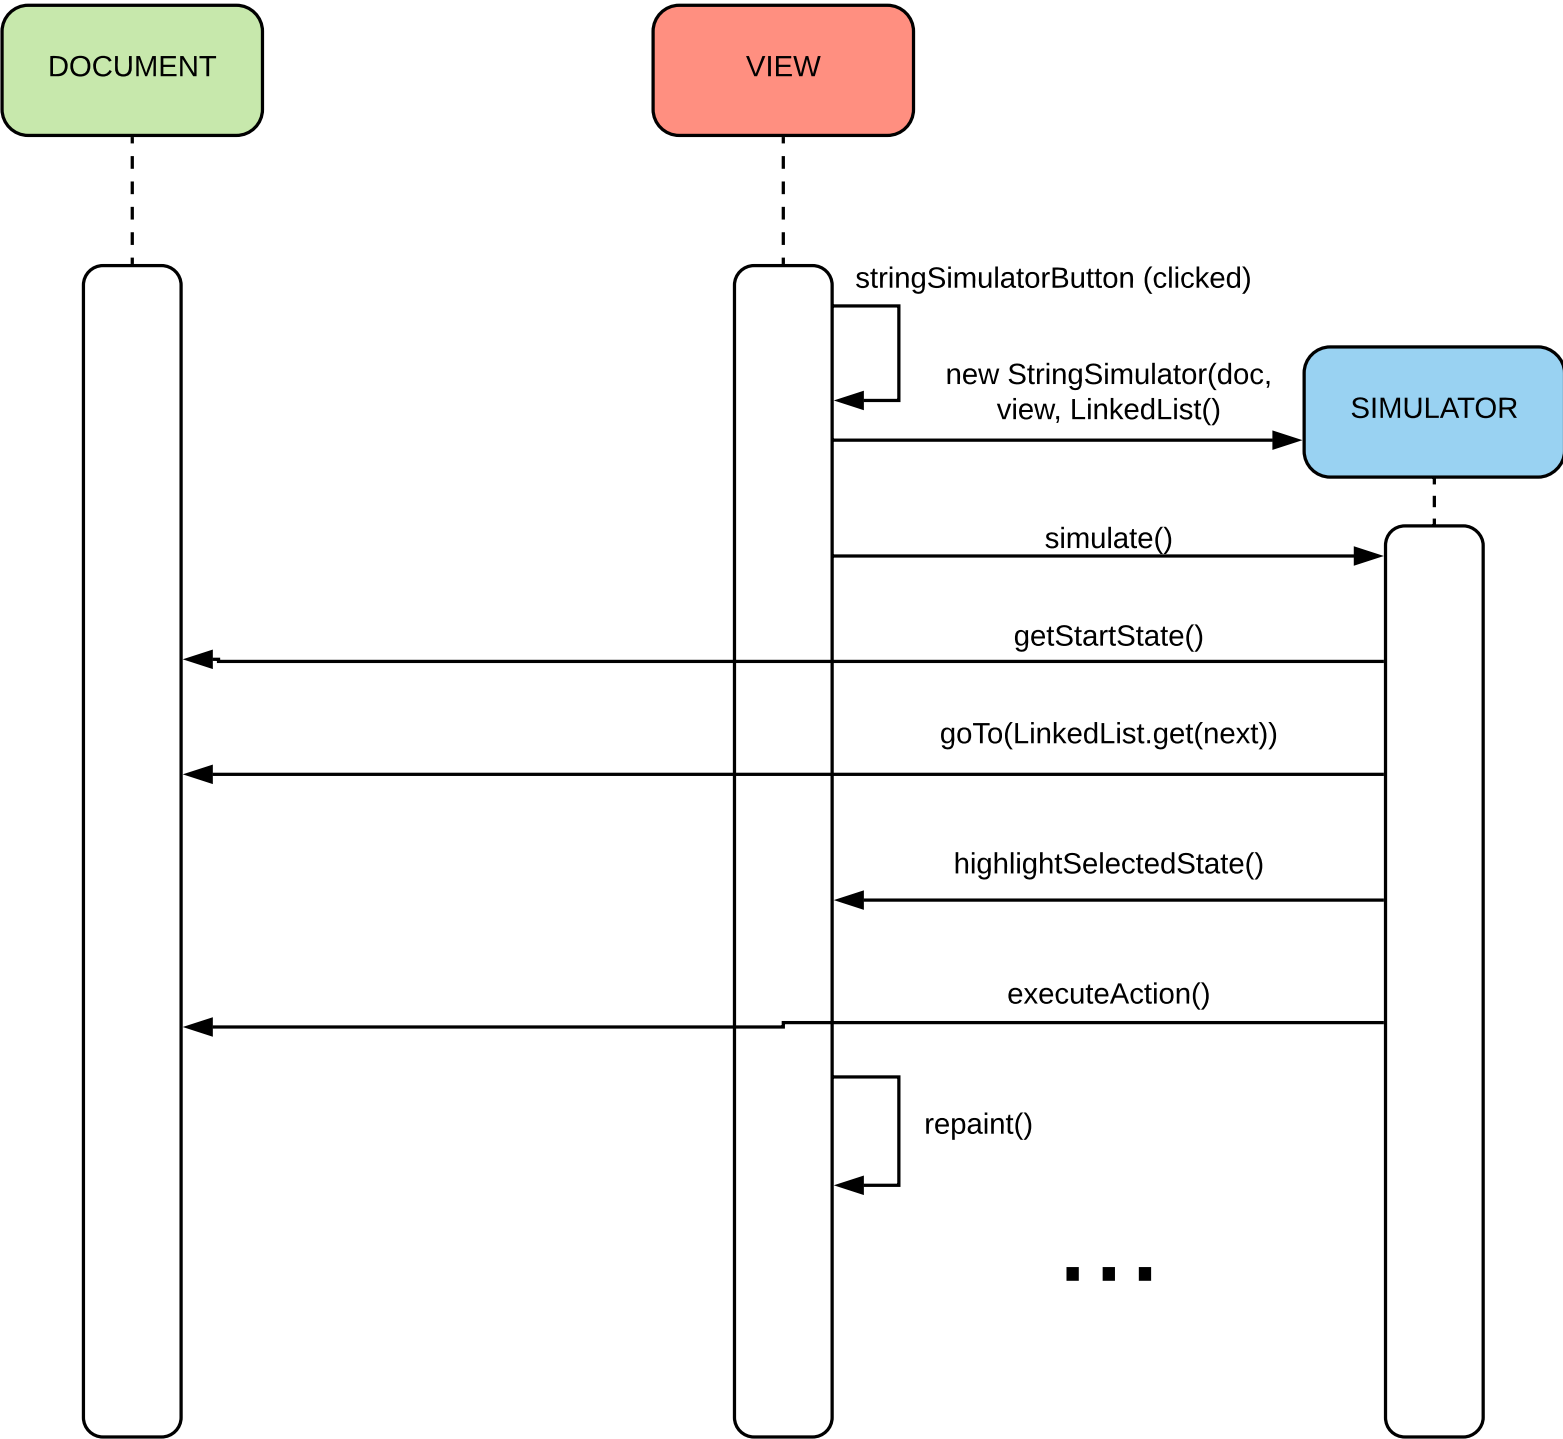 DOCUMENT
VIEW
stringSimulatorButton (clicked)
new StringSimulator(doc,
view, LinkedList()
SIMULATOR
simulate()
getStartState()
goTo(LinkedList.get(next))
highlightSelectedState()
executeAction()
repaint()
...